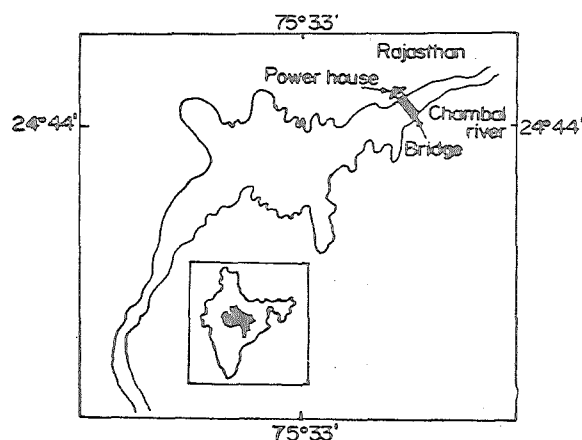 75°33'
Rajasthan
Power house
24°44'
Chambal
river
24°44'
Bridge
75°33'